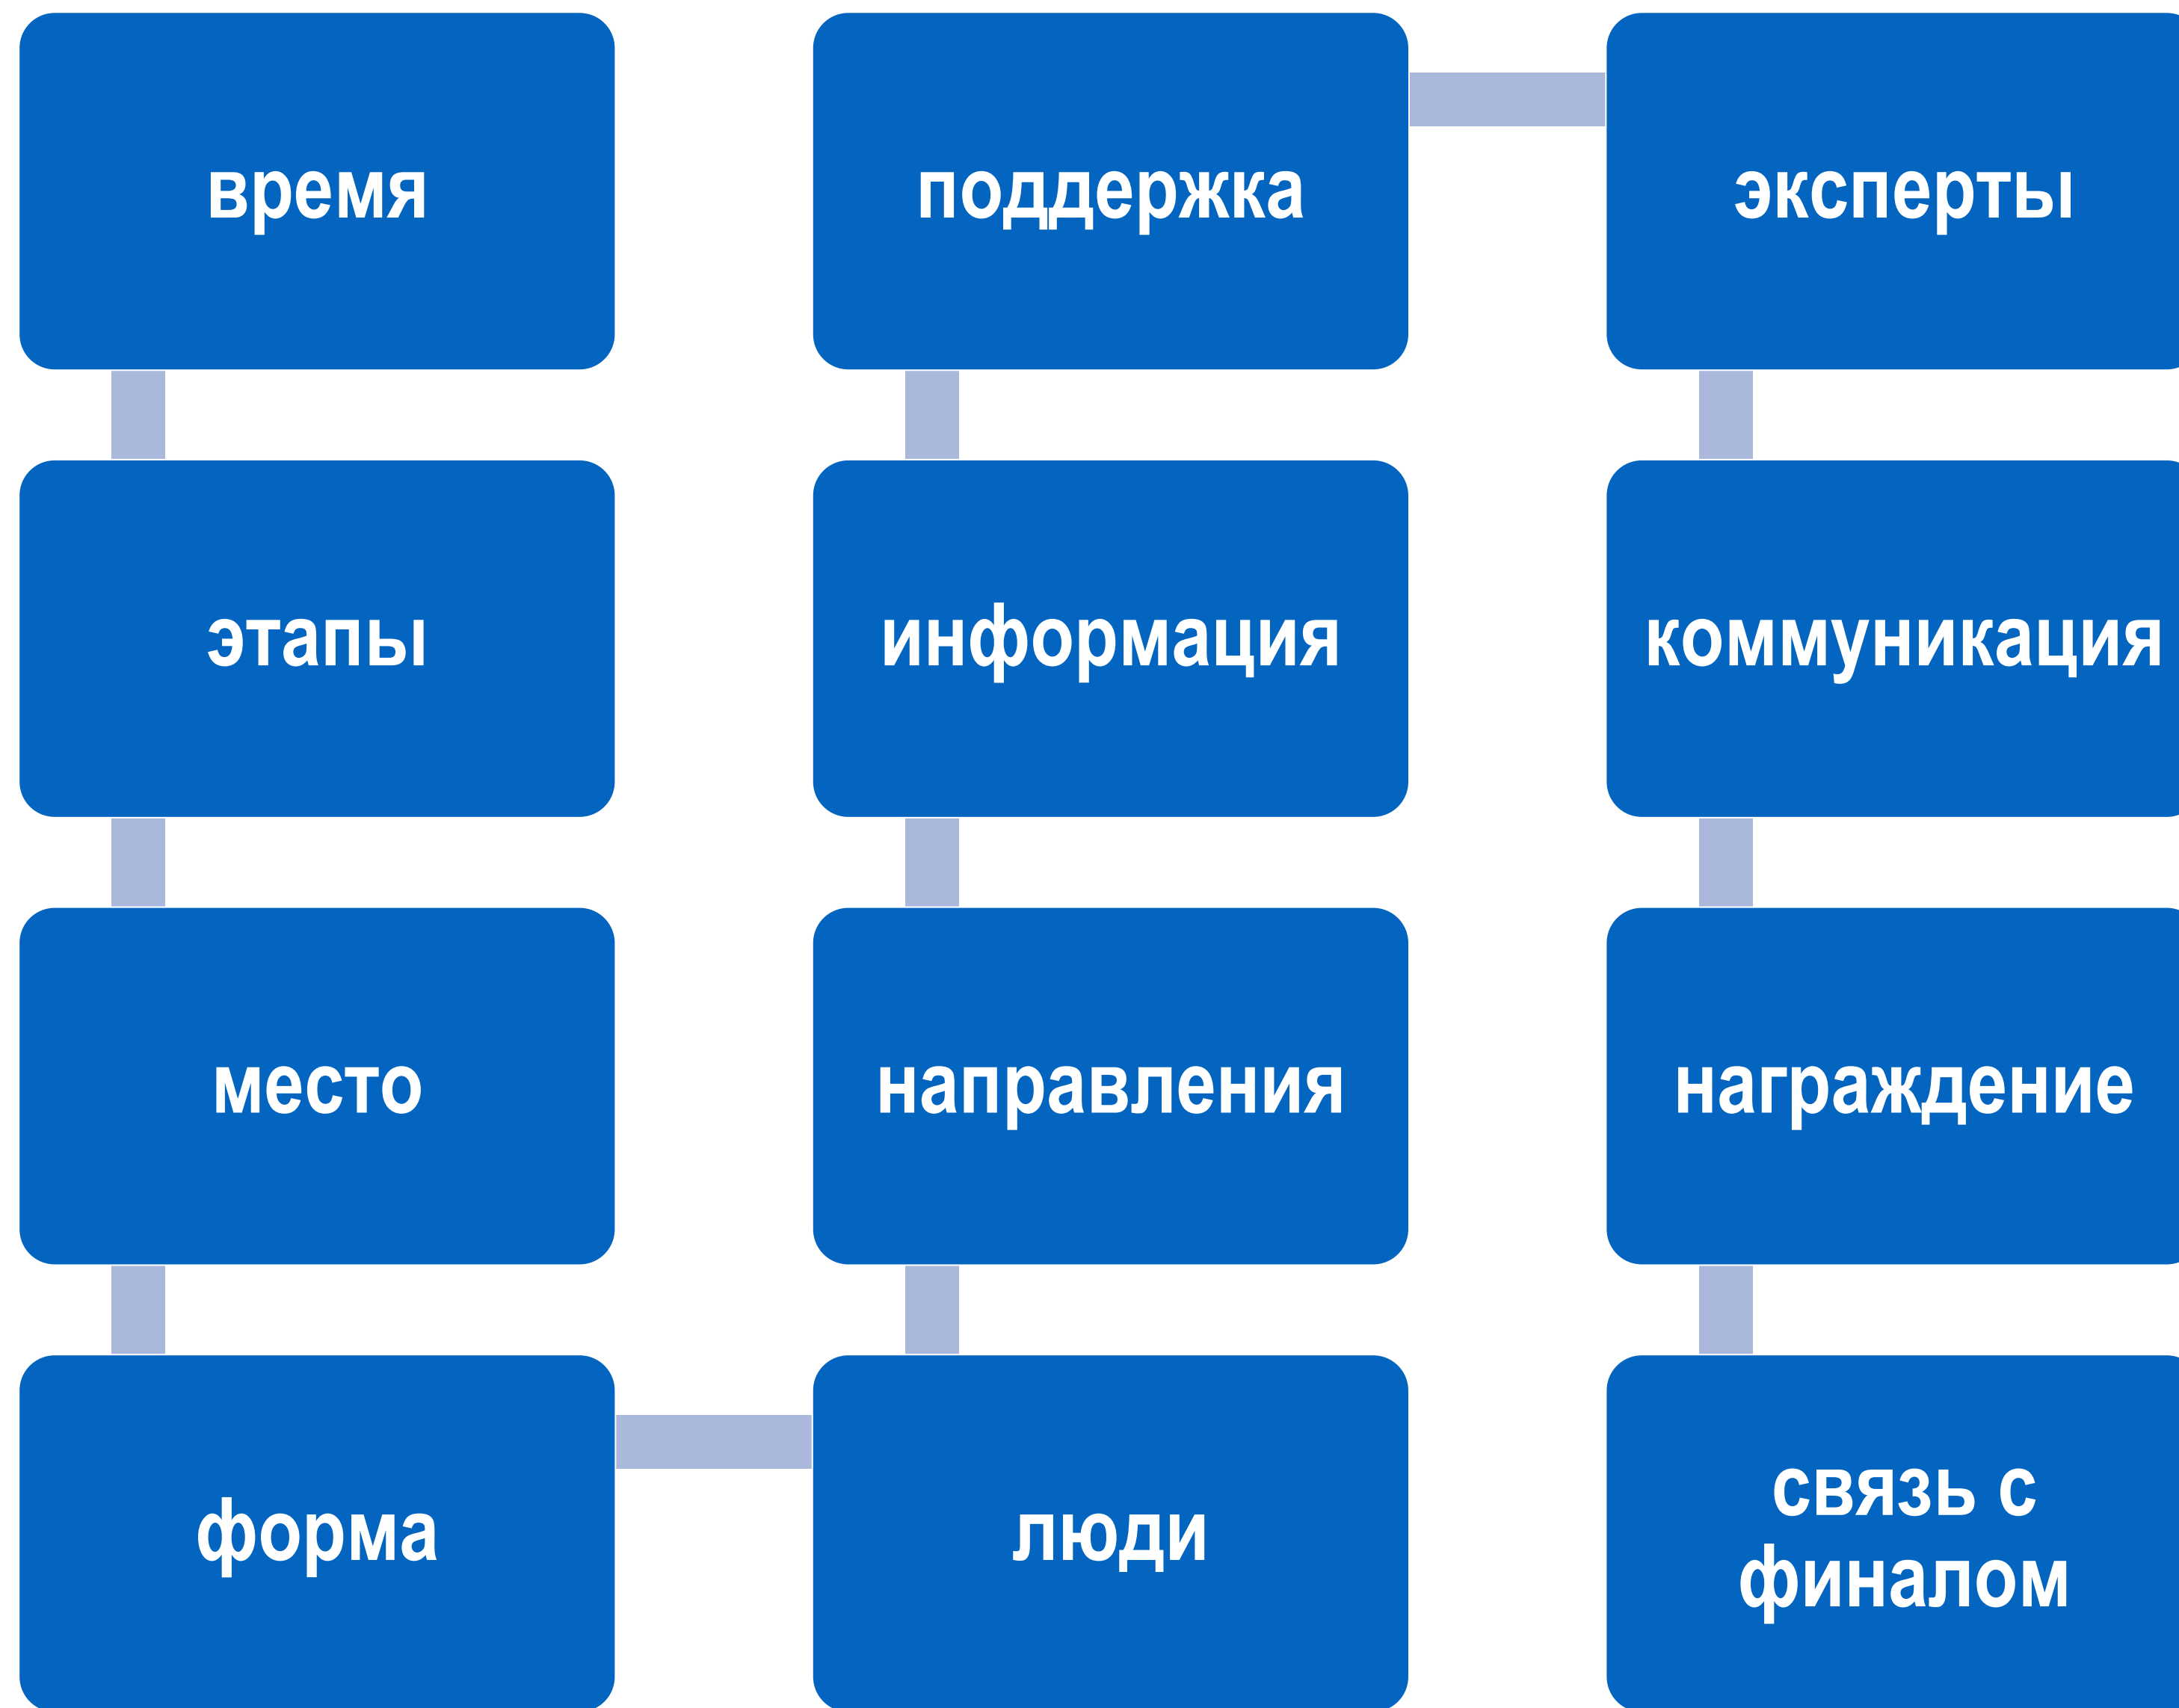 время
этапы
место
форма
люди
направления
информация
поддержка
эксперты
коммуникация
награждение
связь с
финалом